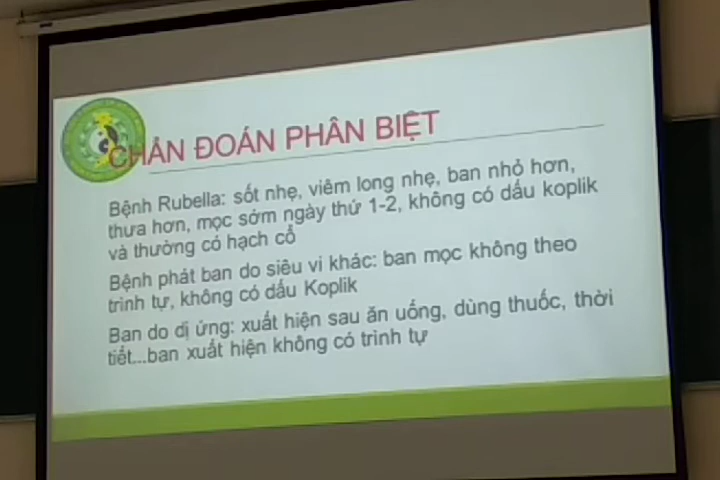 CHẨN ĐOÁN PHÂN BIỆT
Bệnh Rubella: sốt nhẹ, viêm long nhẹ, ban nhỏ hơn,
thưa hơn, mọc sớm ngày thứ 1-2, không có dấu koplik
và thường có hạch cổ
Bệnh phát ban do siêu vi khác: ban mọc không theo
trình tự, không có dấu Koplik
Ban do dị ứng: xuất hiện sau ăn uống, dùng thuốc, thời
tiết...ban xuất hiện không có trình tự